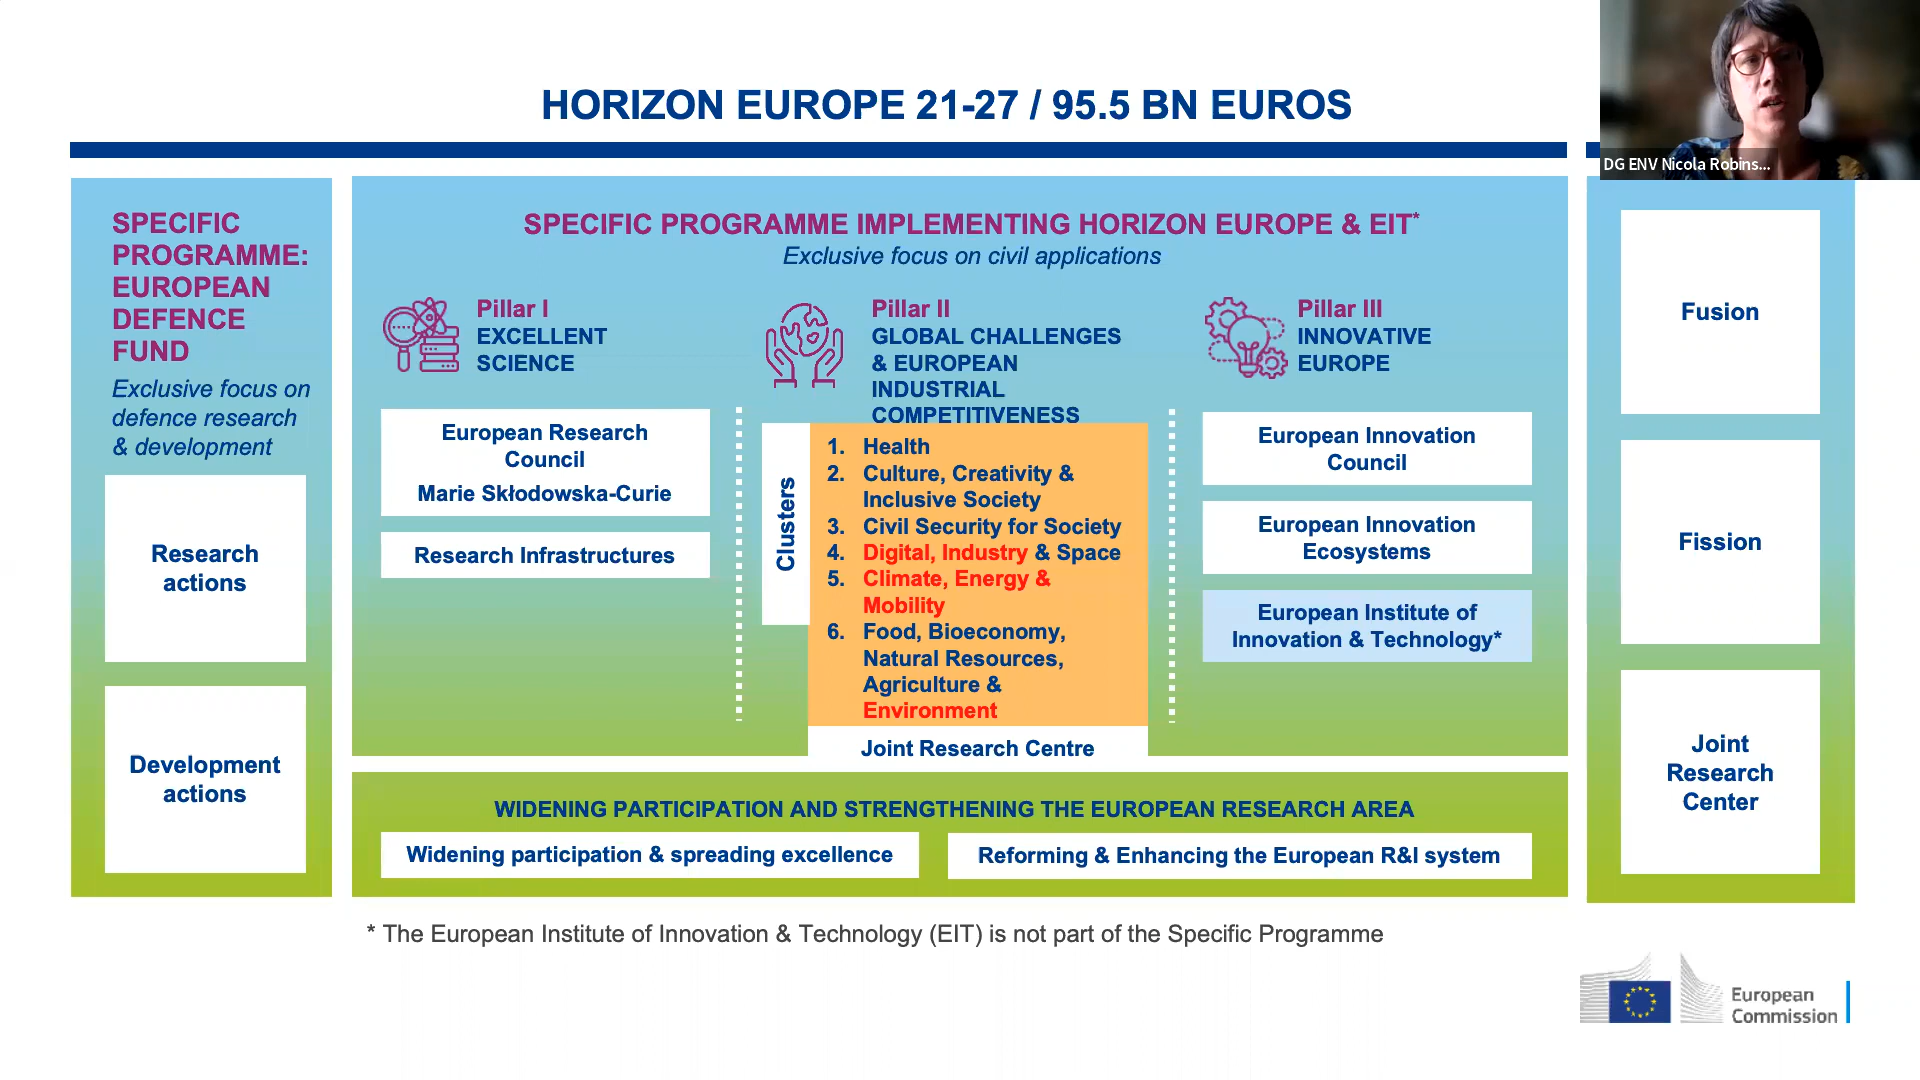 HORIZON EUROPE 21-27 / 95.5 BN EUROS
DG ENV Nicola Robins...
SPECIFIC
PROGRAMME:
EUROPEAN
DEFENCE
FUND
Exclusive focus on
defence research
& development
Research
actions
Development
actions
SPECIFIC PROGRAMME IMPLEMENTING HORIZON EUROPE & EIT*
Exclusive focus on civil applications
Pillar I
EXCELLENT
SCIENCE
European Research
Council
Marie Skłodowska-Curie
Research Infrastructures
Pillar II
GLOBAL CHALLENGES
& EUROPEAN
INDUSTRIAL
COMPETITIVENESS
Clusters
1. Health
2. Culture, Creativity &
Inclusive Society
3. Civil Security for Society
4. Digital, Industry & Space
5. Climate, Energy &
Mobility
6. Food, Bioeconomy,
Natural Resources,
Agriculture &
Environment
Joint Research Centre
Pillar III
INNOVATIVE
EUROPE
European Innovation
Council
European Innovation
Ecosystems
European Institute of
Innovation & Technology*
WIDENING PARTICIPATION AND STRENGTHENING THE EUROPEAN RESEARCH AREA
Widening participation & spreading excellence
Reforming & Enhancing the European R&I system
Fusion
Fission
Joint
Research
Center
* The European Institute of Innovation & Technology (EIT) is not part of the Specific Programme
European
Commission